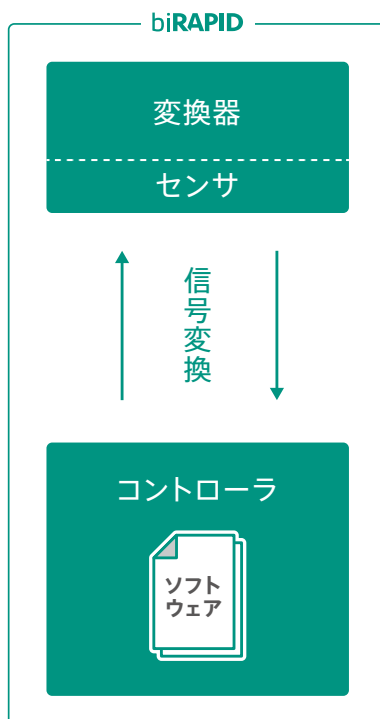 biRAPID
変換器
センサ
信号変換
コントローラ
ソフト
ウェア